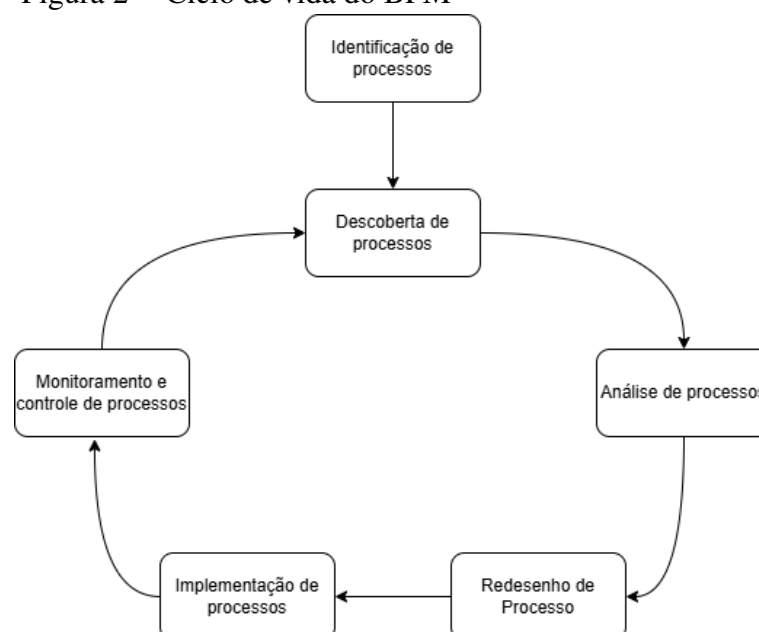 Figura 2 – Ciclo de vida do BPM
Identificação de
processos
Descoberta de
processos
Análise de processos
Redesenho de
Processo
Implementação de
processos
Monitoramento e
controle de processos